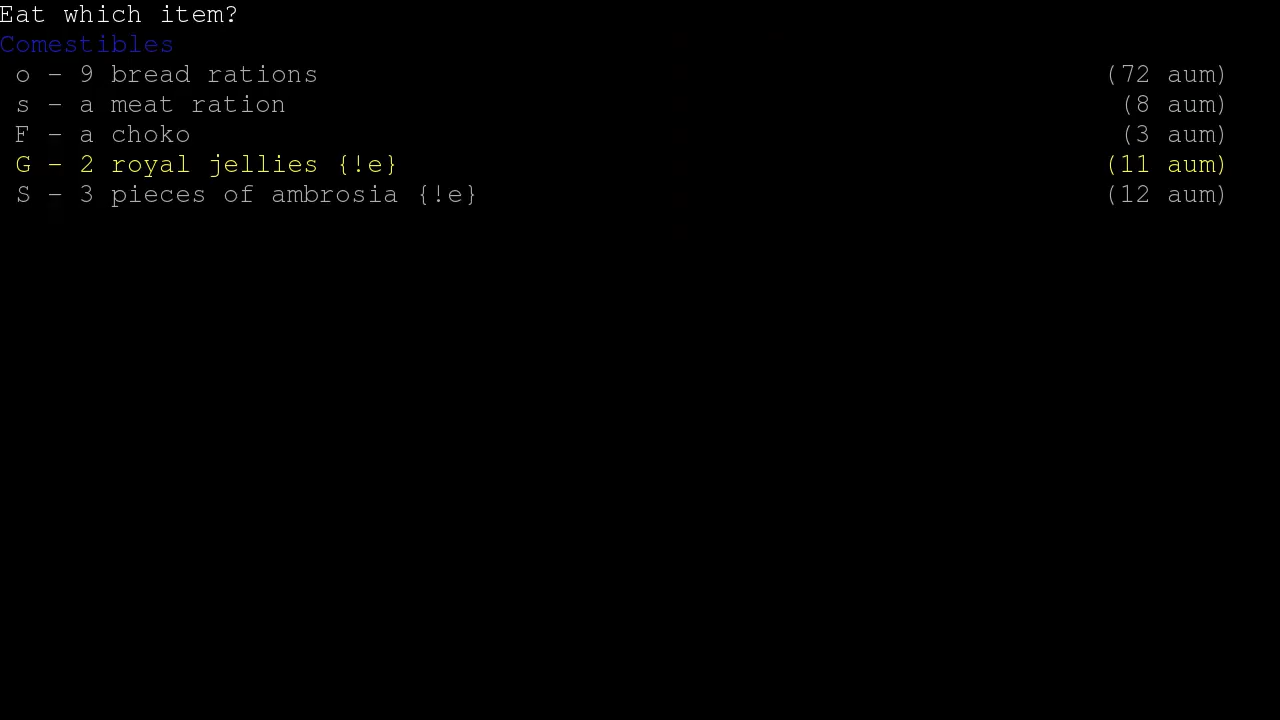 Eat which item?
Comestibles
o - 9 bread rations (72 aum)
s - a meat ration (8 aum)
F - a choko (3 aum)
G - 2 royal jellies {!e} (11 aum)
S - 3 pieces of ambrosia {!e} (12 aum)